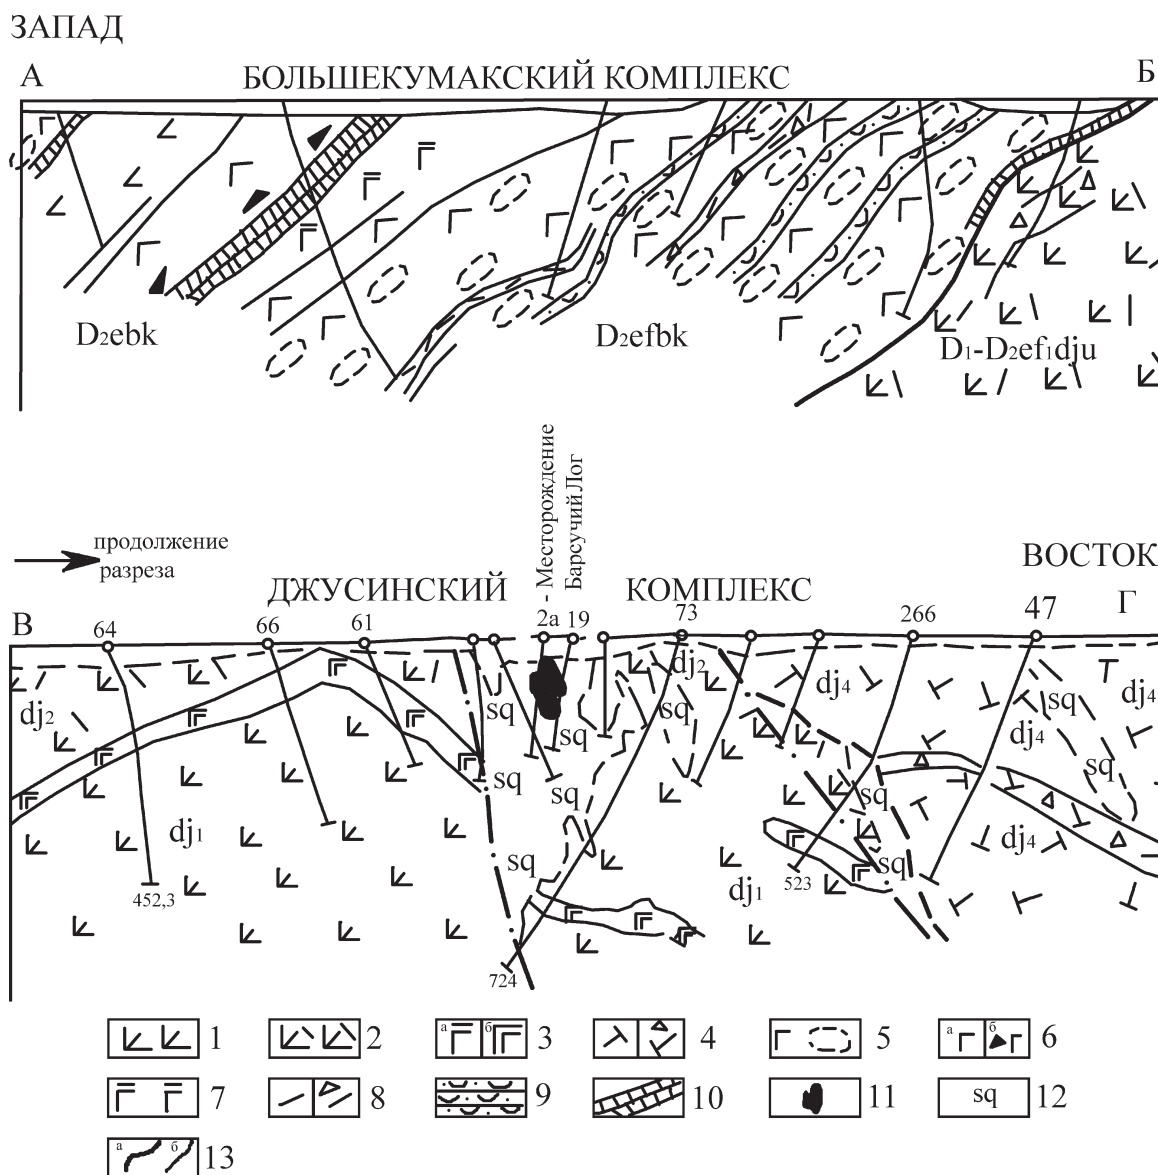 ЗАПАД
А
БОЛЬШЕКУМАКСКИЙ КОМПЛЕКС
Б
D2ebk
D2efbk
D1-D2ef1dju
- Месторождение
Барсучий Лог
продолжение
разреза
ВОСТОК
ДЖУСИНСКИЙ
КОМПЛЕКС
В
Г
64
66
61
2а
19
73
266
47
dj2
dj2
dj4
dj4
sq
sq
sq
sq
dj4
sq
sq
sq
sq
dj1
sq
dj4
sq
dj1
523
452,3
724
1
2
а
б
3
4
5
а
б
6
7
8
9
10
11
sq
12
а
б
13